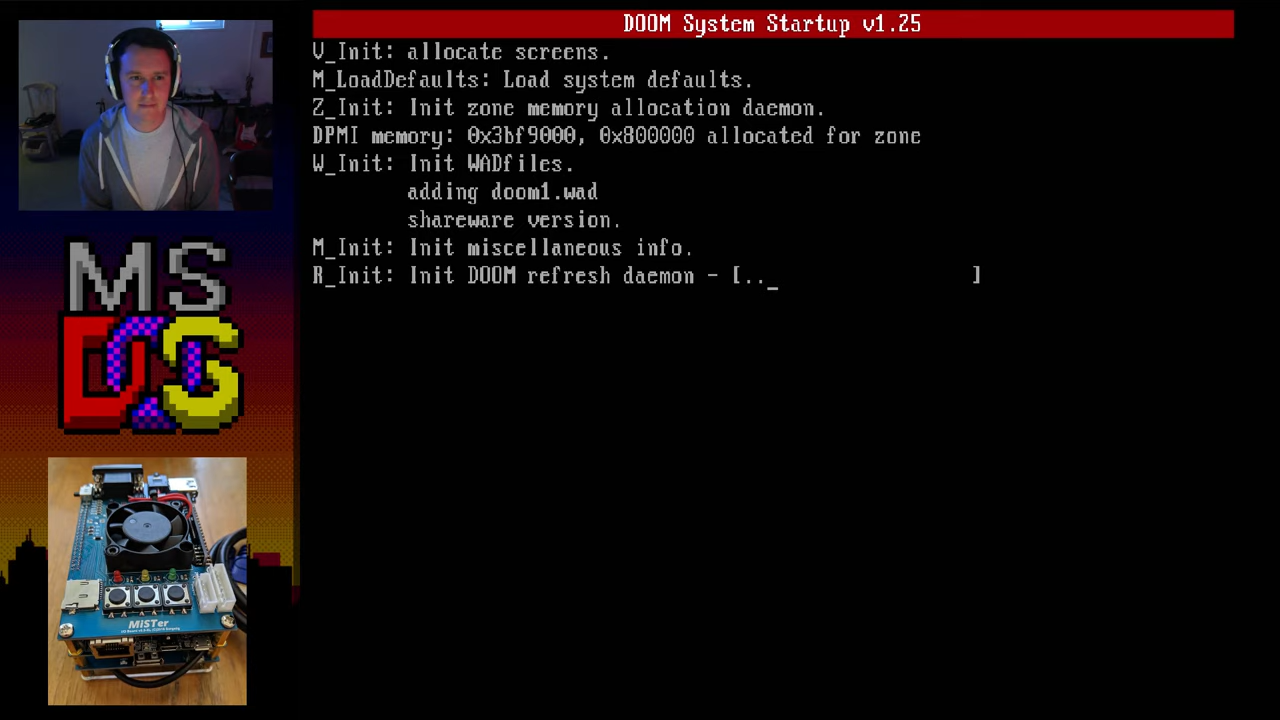 DOOM System Startup v1.25
V_Init: allocate screens.
M_LoadDefaults: Load system defaults.
Z_Init: Init zone memory allocation daemon.
DPMI memory: 0x3bf9000, 0x800000 allocated for zone
W_Init: Init WADfiles.
adding doom1.wad
shareware version.
M_Init: Init miscellaneous info.
R_Init: Init DOOM refresh daemon - [.._ ]
MS
DOS
MiSTer